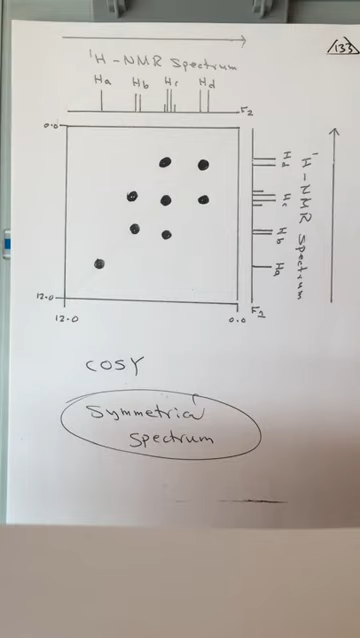 133
¹H-NMR Spectrum
Ha Hb Hc Hd
F2
0.0
Hd
Hc
Hb
Ha
¹H-NMR Spectrum
F1
12.0
12.0 0.0
COSY
Symmetrical
Spectrum